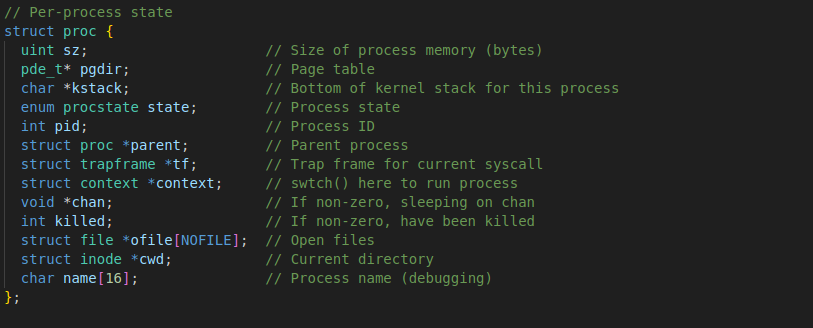 // Per-process state
struct proc {
  uint sz;                     // Size of process memory (bytes)
  pde_t* pgdir;                // Page table
  char *kstack;                // Bottom of kernel stack for this process
  enum procstate state;        // Process state
  int pid;                     // Process ID
  struct proc *parent;         // Parent process
  struct trapframe *tf;        // Trap frame for current syscall
  struct context *context;     // swtch() here to run process
  void *chan;                  // If non-zero, sleeping on chan
  int killed;                  // If non-zero, have been killed
  struct file *ofile[NOFILE];  // Open files
  struct inode *cwd;           // Current directory
  char name[16];               // Process name (debugging)
};